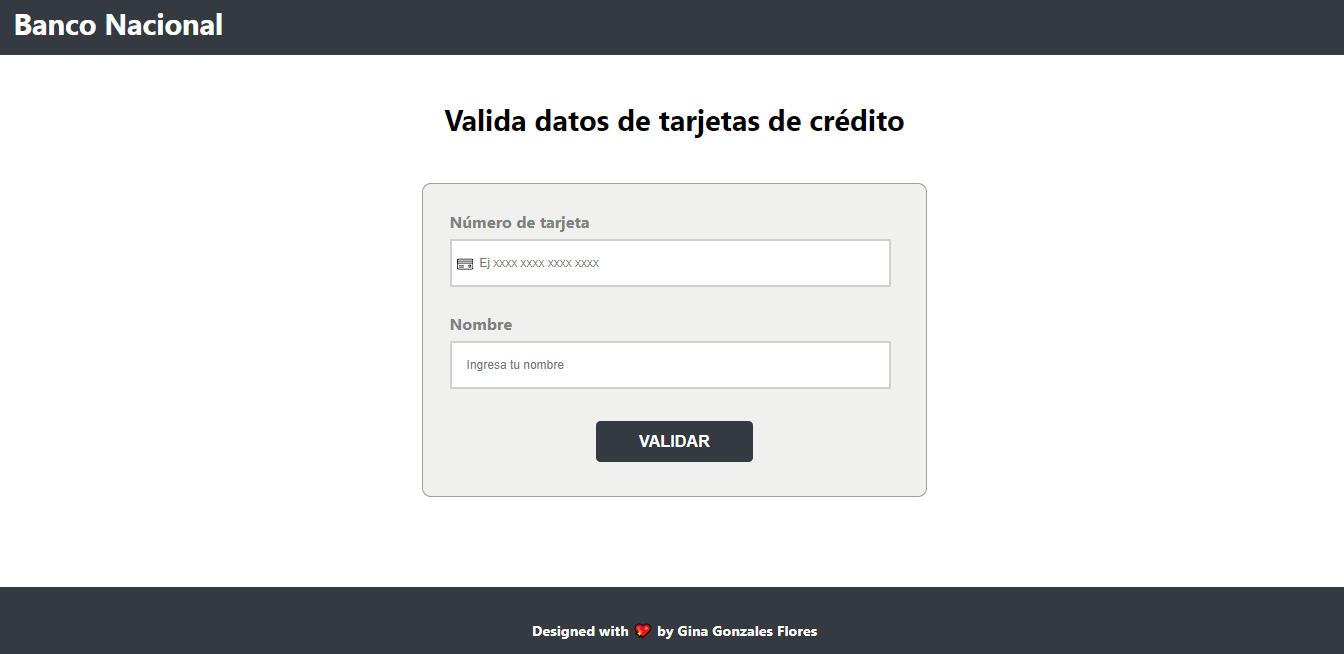 Banco Nacional
Valida datos de tarjetas de crédito
Número de tarjeta
Ej xxxx xxxx xxxx xxxx
Nombre
Ingresa tu nombre
VALIDAR
Designed with 💖 by Gina Gonzales Flores